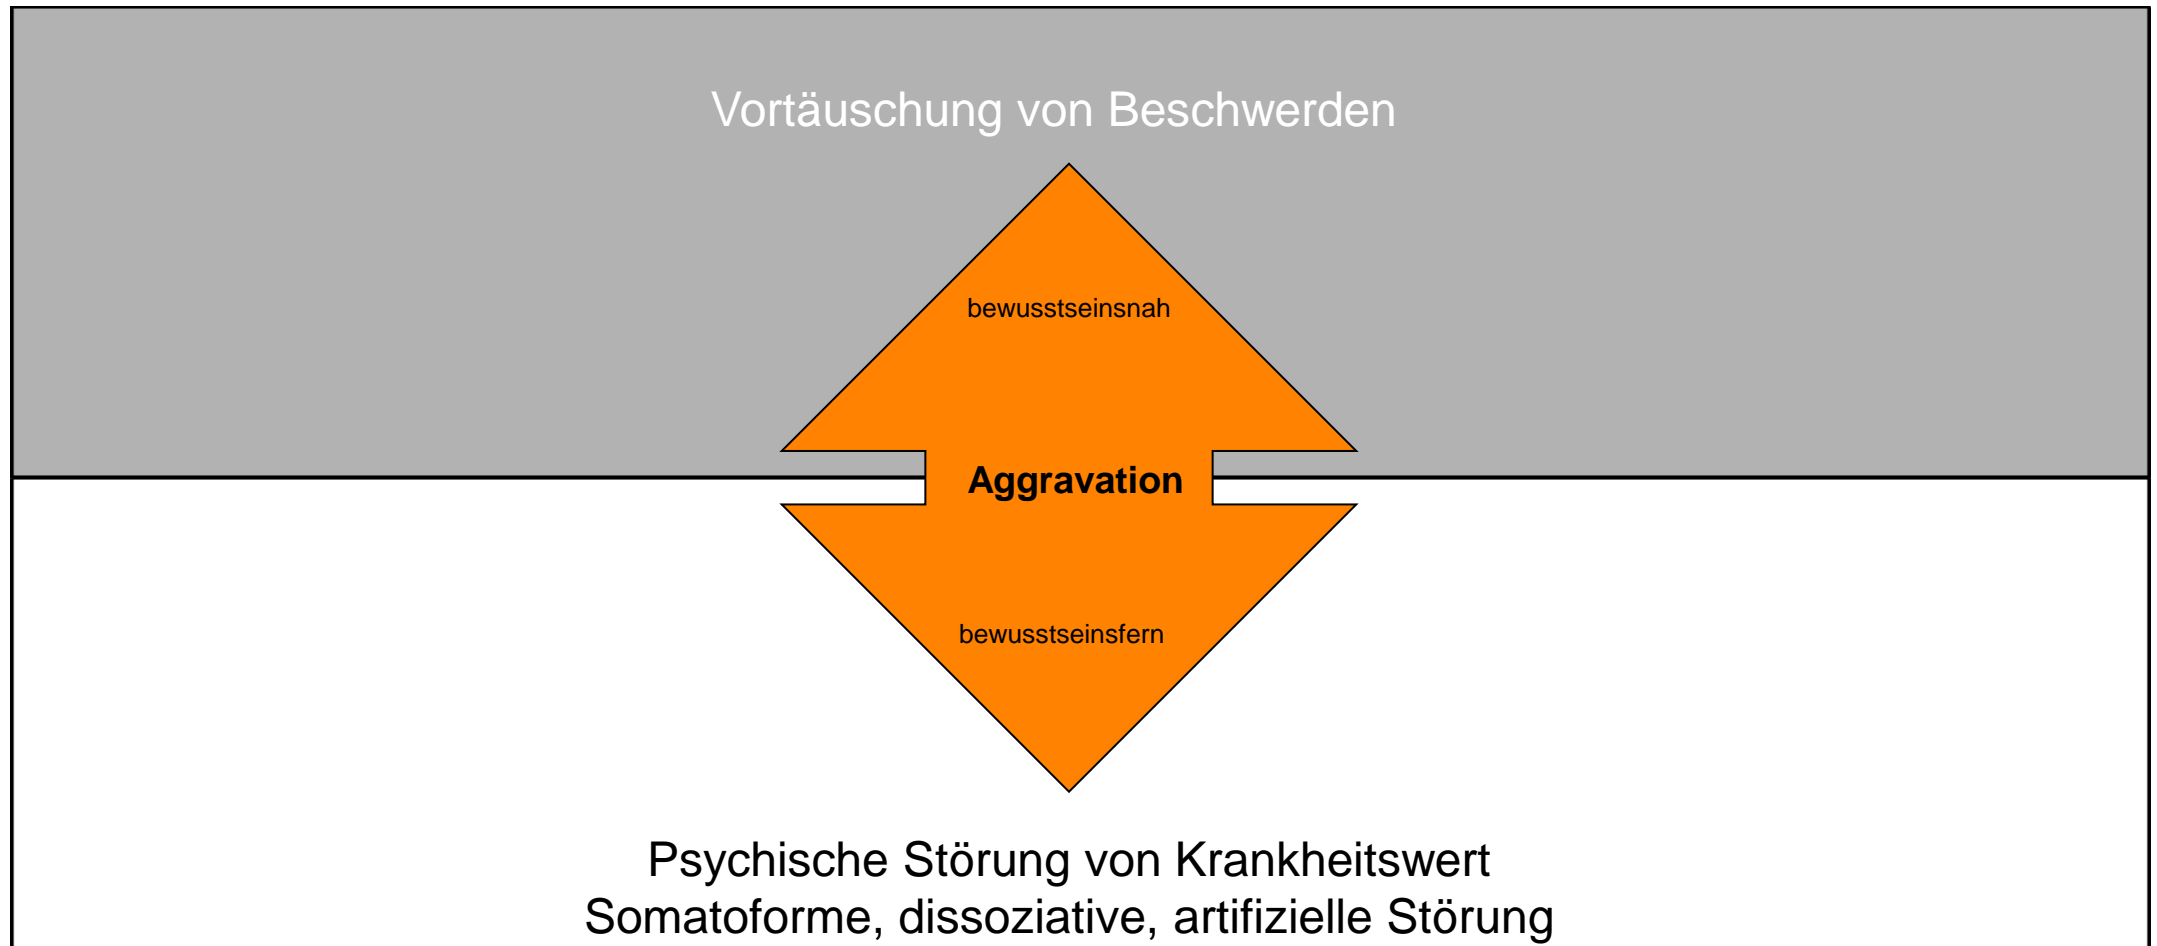 Vortäuschung von Beschwerden
bewusstseinsnah
Aggravation
bewusstseinsfern
Psychische Störung von Krankheitswert
Somatoforme, dissoziative, artifizielle Störung